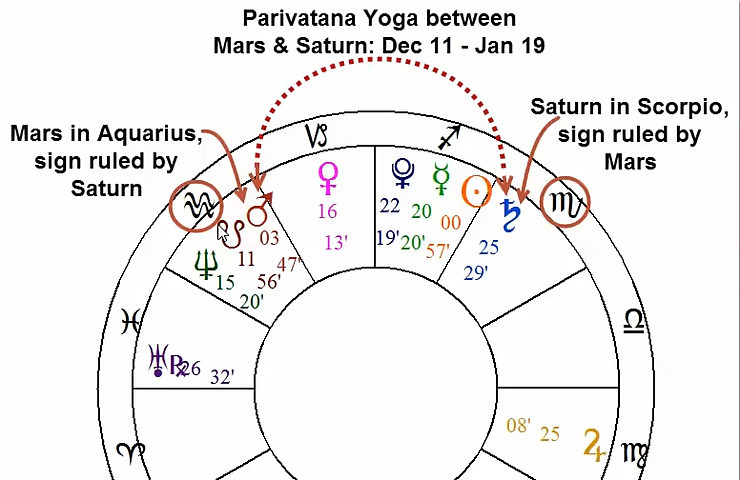 Parivatana Yoga between
Mars & Saturn: Dec 11 - Jan 19
Mars in Aquarius,
sign ruled by
Saturn
Saturn in Scorpio,
sign ruled by
Mars
♑ ♐
♒ ♏
♀ ♇ ☿ ☉ ♄
♂ ☋ ♆
16 22 20 00
03 13' 19' 20' 57' 25
11 47' 29'
15 56'
20'
♓ ♎
♅ ℞ 26 32'
08' 25 ♃
♈ ♍